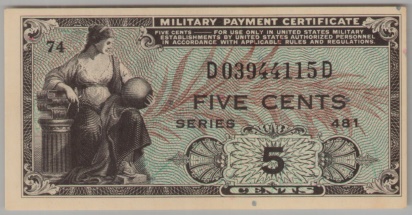 MILITARY PAYMENT CERTIFICATE
FIVE CENTS — FOR USE ONLY IN UNITED STATES MILITARY
ESTABLISHMENTS BY UNITED STATES AUTHORIZED PERSONNEL
IN ACCORDANCE WITH APPLICABLE RULES AND REGULATIONS.
74
D03944115D
FIVE CENTS
SERIES 481
5
CENTS